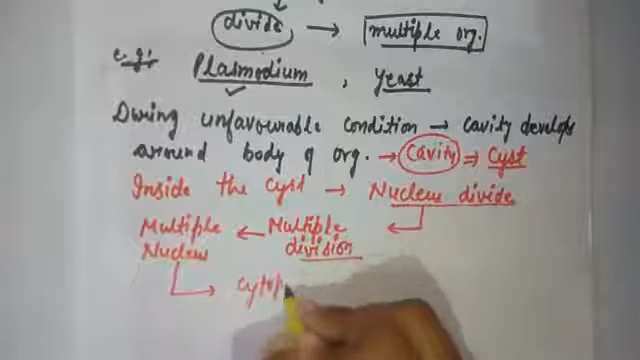 divide → multiple org.
e.g: Plasmodium , Yeast
During unfavourable condition → cavity develops
around body of org. → Cavity ⇒ Cyst
Inside the cyst → Nucleus divide
Multiple ← Multiple
Nucleus division
Cytop